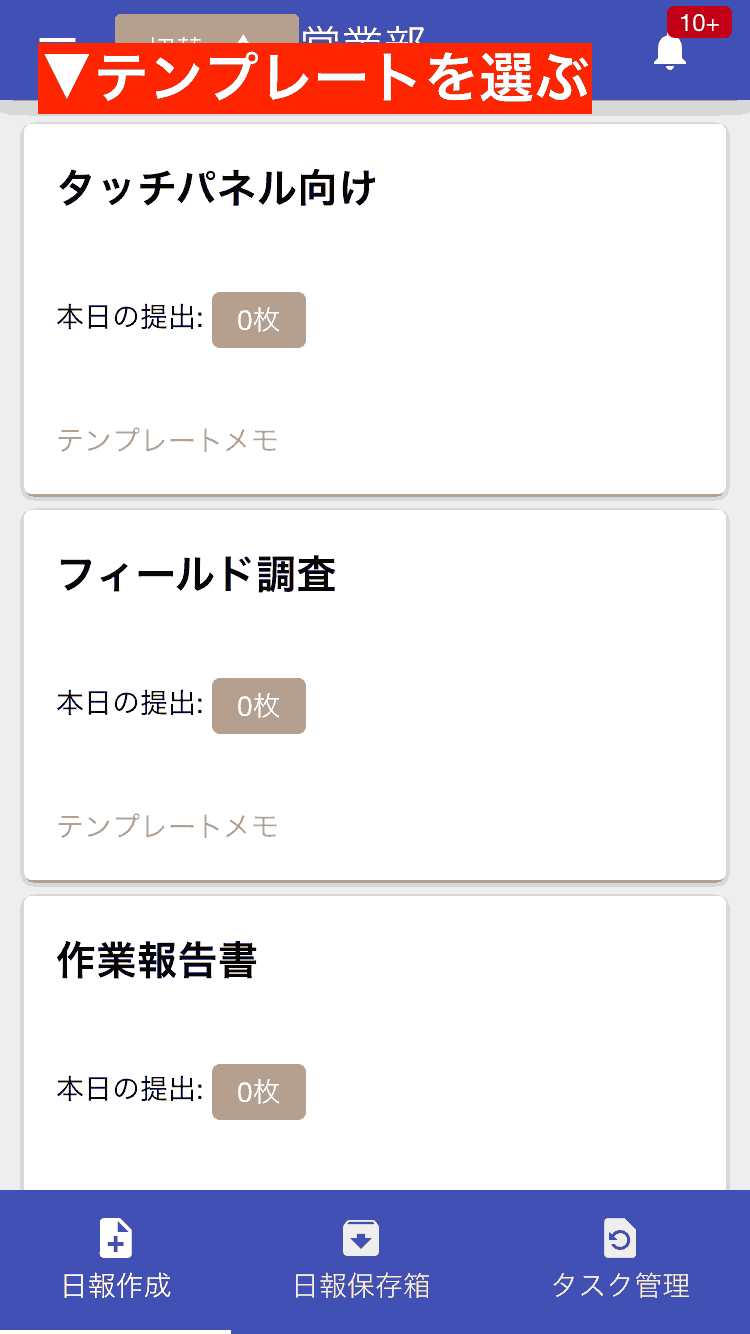 営業部
10+
▼テンプレートを選ぶ
タッチパネル向け
本日の提出: 0枚
テンプレートメモ
フィールド調査
本日の提出: 0枚
テンプレートメモ
作業報告書
本日の提出: 0枚
日報作成
日報保存箱
タスク管理